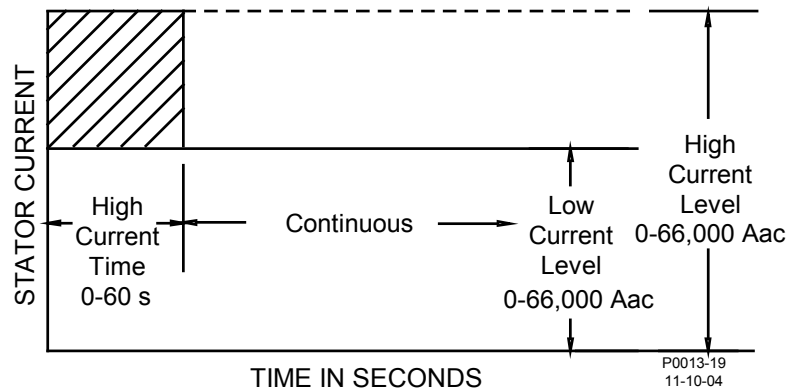 STATOR CURRENT
High
Current
Time
0-60 s
Continuous
Low
Current
Level
0-66,000 Aac
High
Current
Level
0-66,000 Aac
TIME IN SECONDS
P0013-19
11-10-04